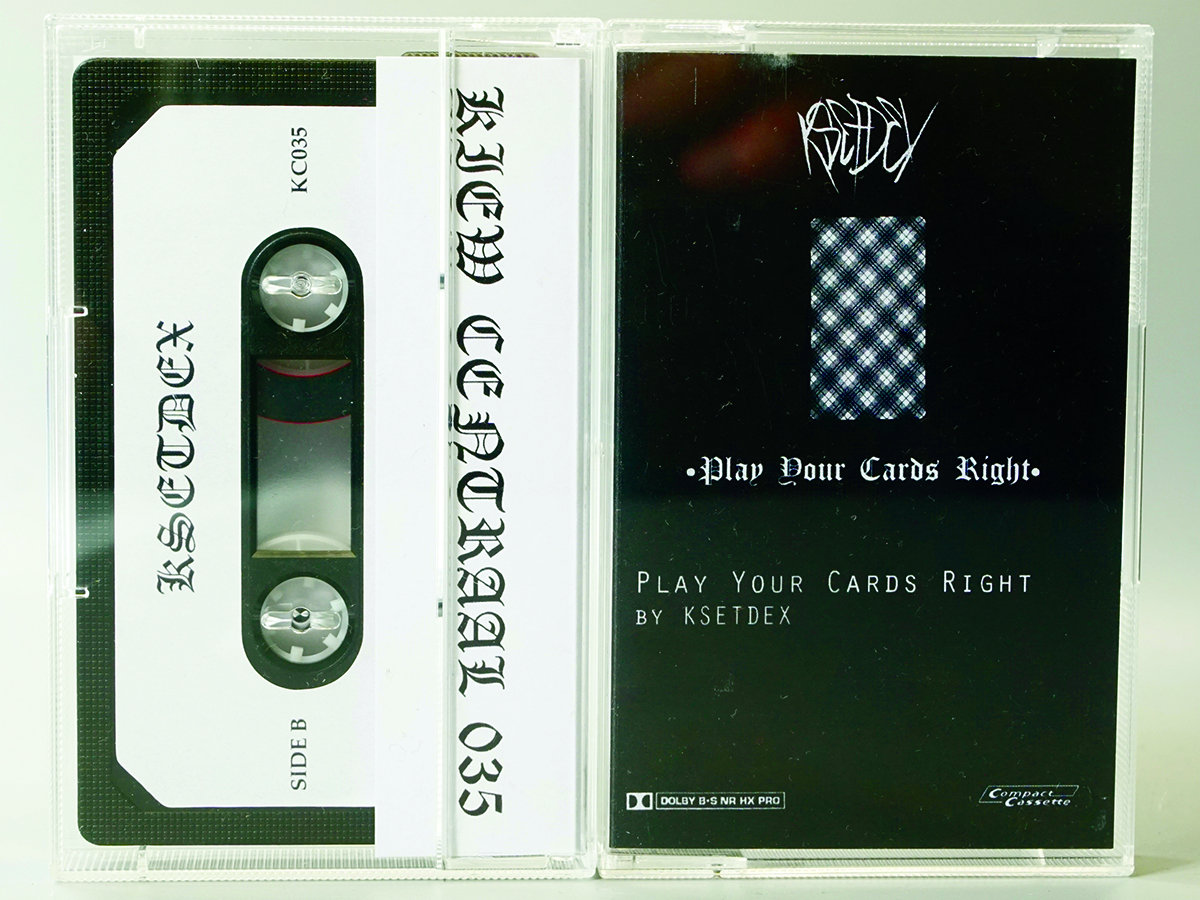 KC035
KSETDEX
SIDE B
KIEW CENTRAAL 035
KSETDEX
•Play Your Cards Right•
PLAY YOUR CARDS RIGHT
BY KSETDEX
DOLBY B·S NR HX PRO
Compact
Cassette